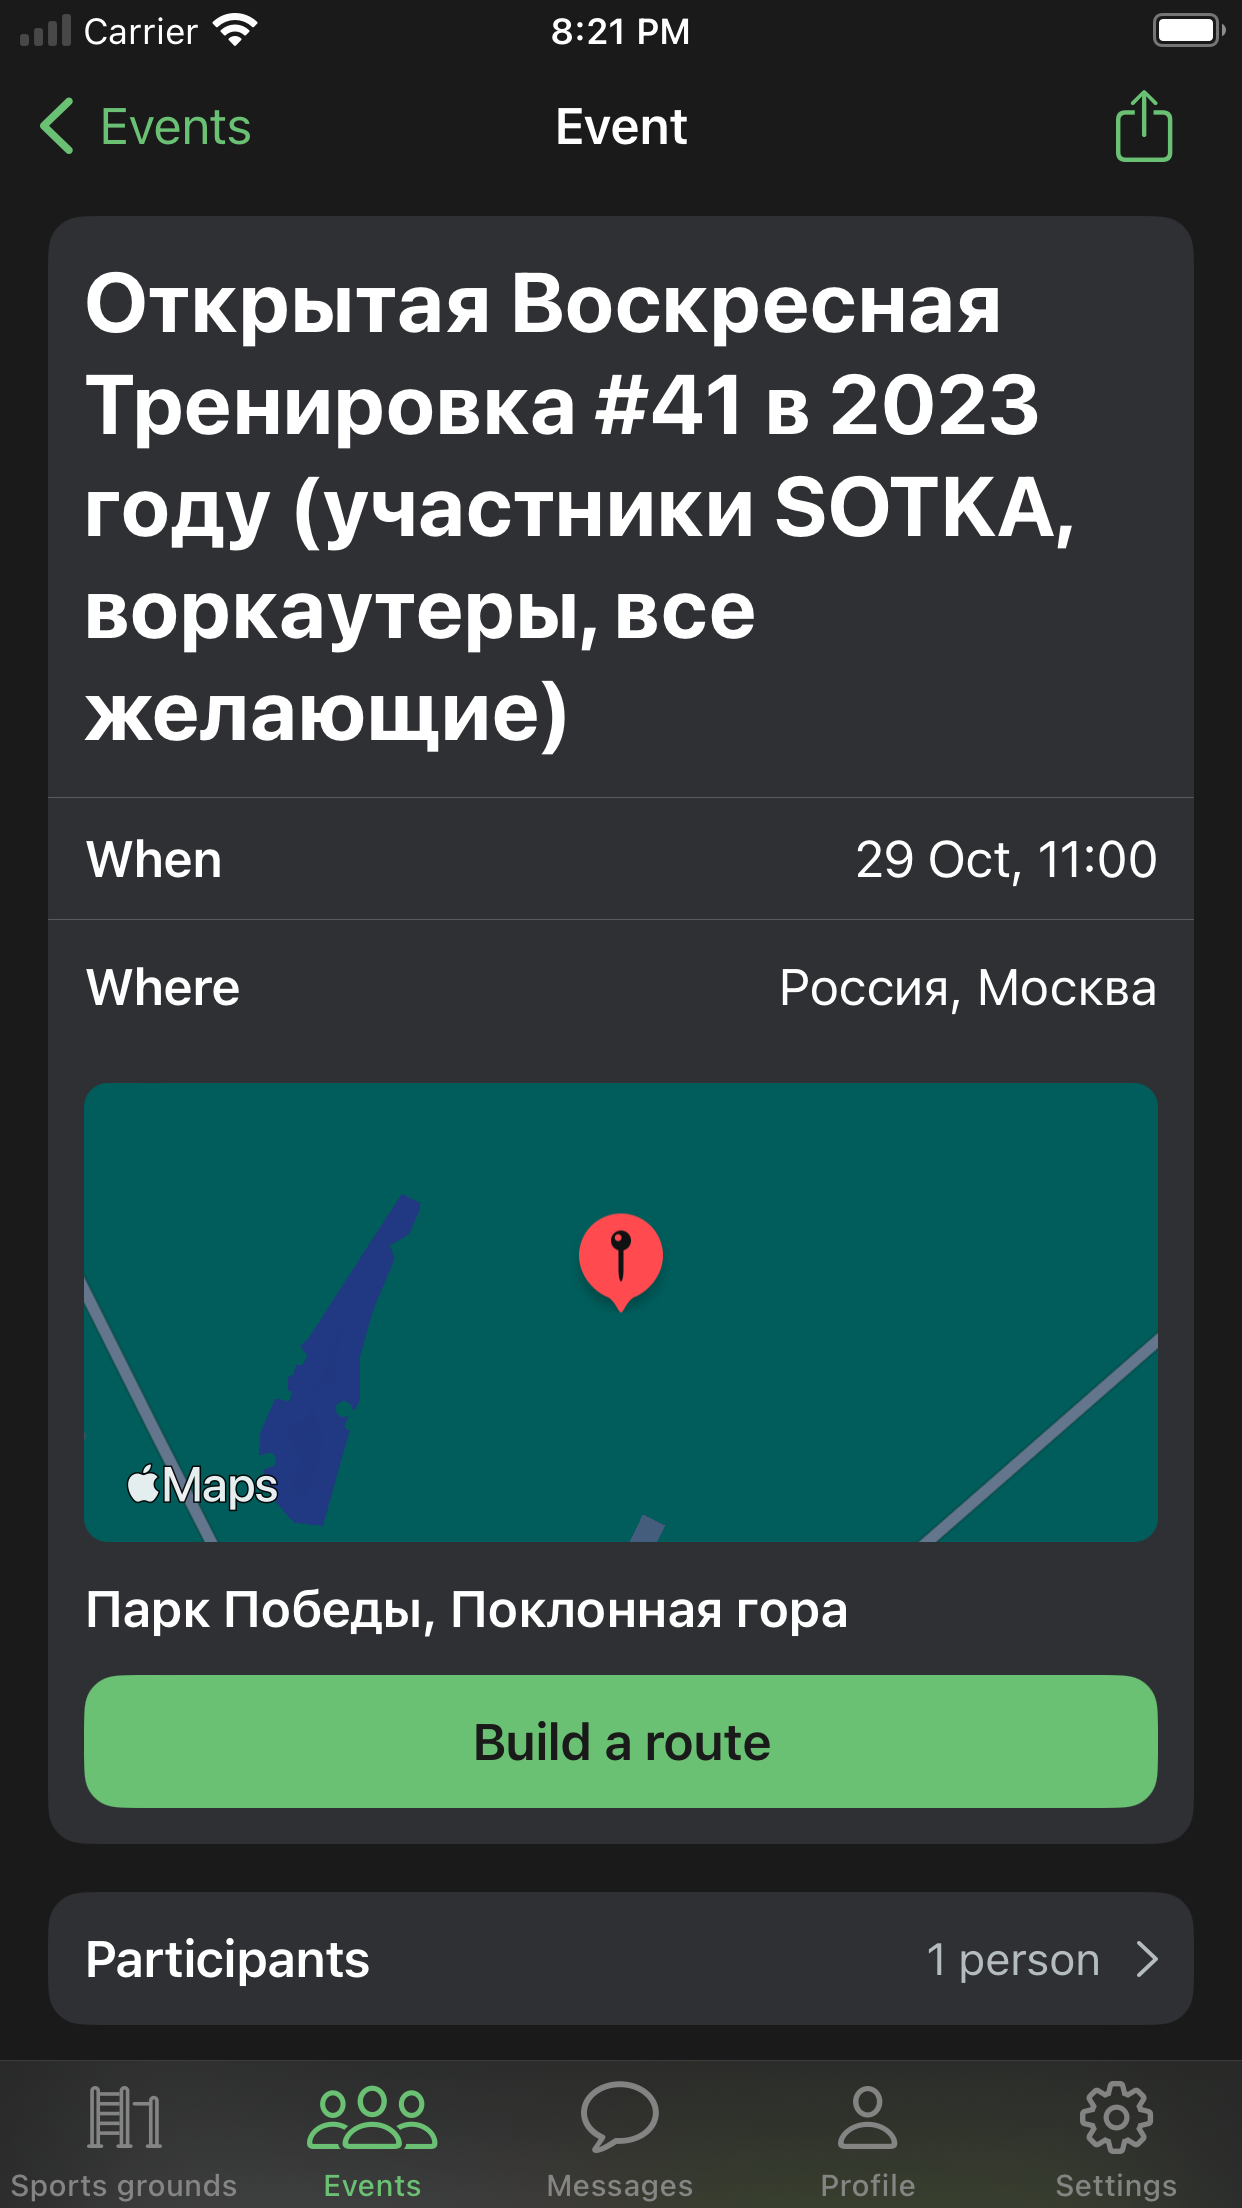 Carrier 8:21 PM
Events Event
Открытая Воскресная
Тренировка #41 в 2023
году (участники SOTKA,
воркаутеры, все
желающие)
When 29 Oct, 11:00
Where Россия, Москва
Maps
Парк Победы, Поклонная гора
Build a route
Participants 1 person
Sports grounds Events Messages Profile Settings